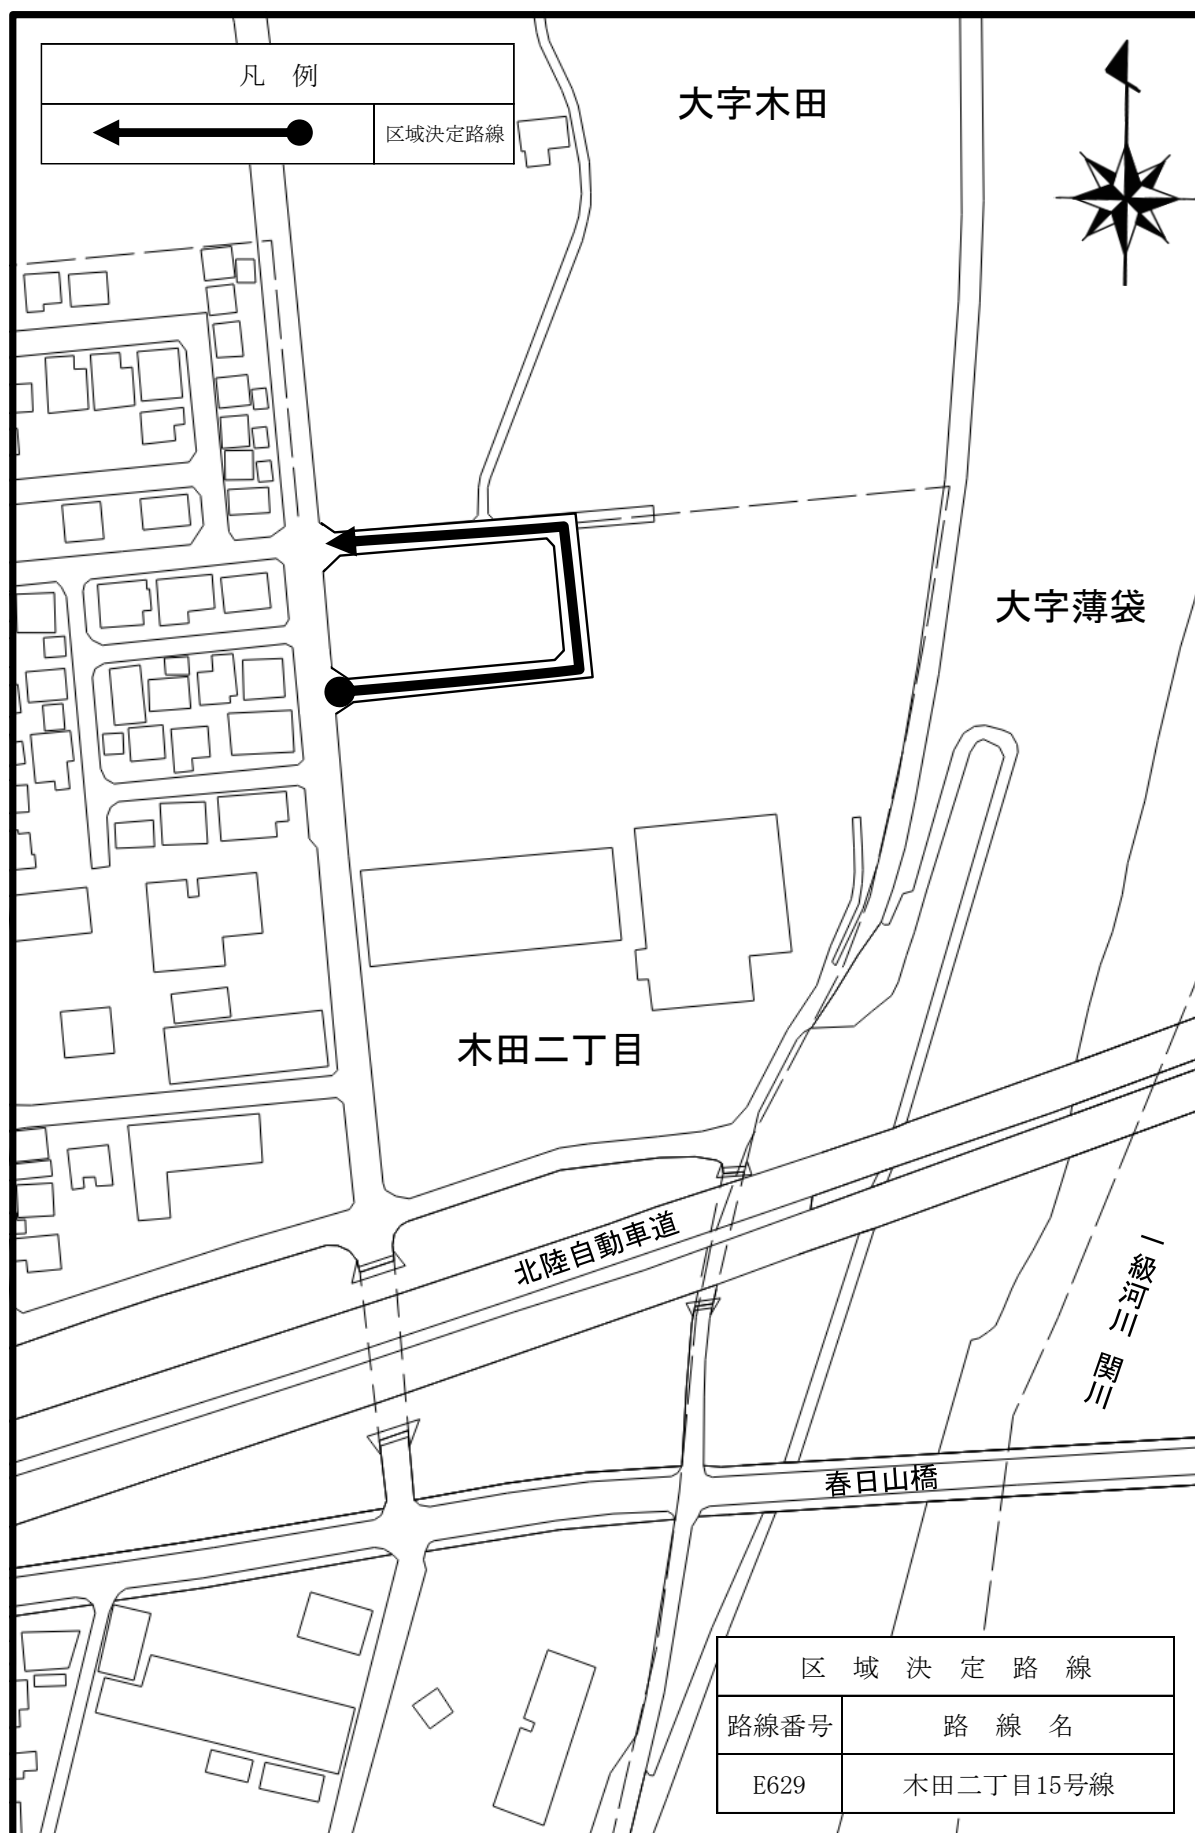 凡 例
区域決定路線
大字木田
大字薄袋
木田二丁目
北陸自動車道
一級河川 関川
春日山橋
区 域 決 定 路 線
路線番号 路 線 名
E629 木田二丁目15号線